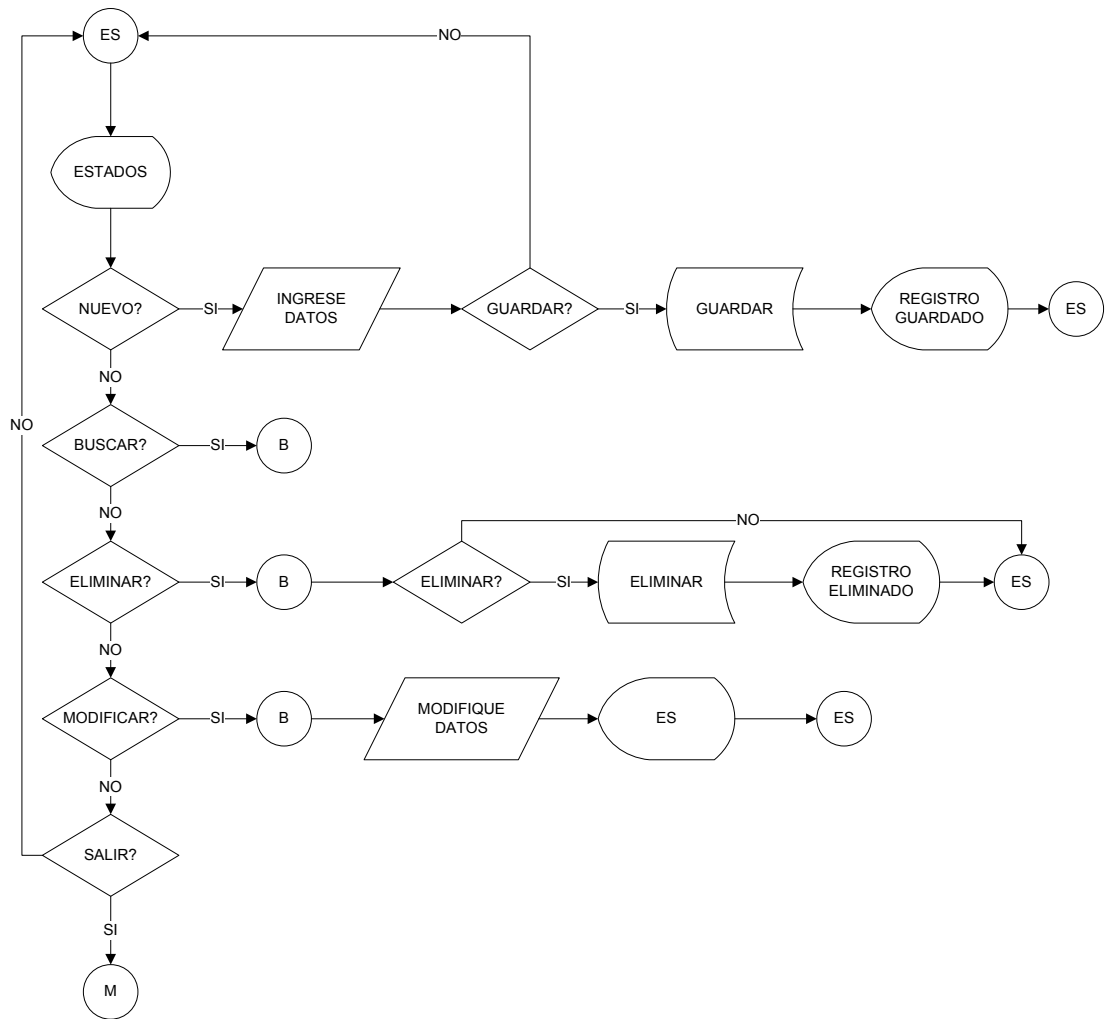 ES
NO
ESTADOS
NUEVO?
SI
INGRESE
DATOS
GUARDAR?
SI
GUARDAR
REGISTRO
GUARDADO
ES
NO
NO
BUSCAR?
SI
B
NO
NO
ELIMINAR?
SI
B
ELIMINAR?
SI
ELIMINAR
REGISTRO
ELIMINADO
ES
NO
MODIFICAR?
SI
B
MODIFIQUE
DATOS
ES
ES
NO
SALIR?
SI
M